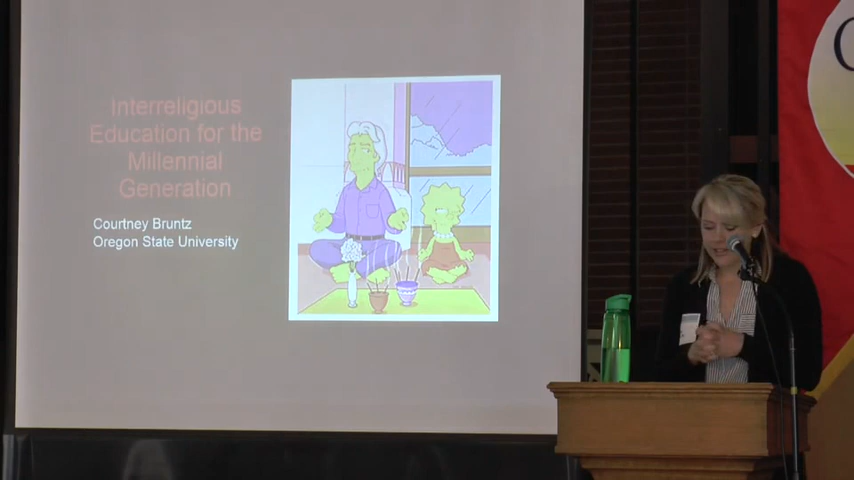 Interreligious
Education for the
Millennial
Generation
Courtney Bruntz
Oregon State University